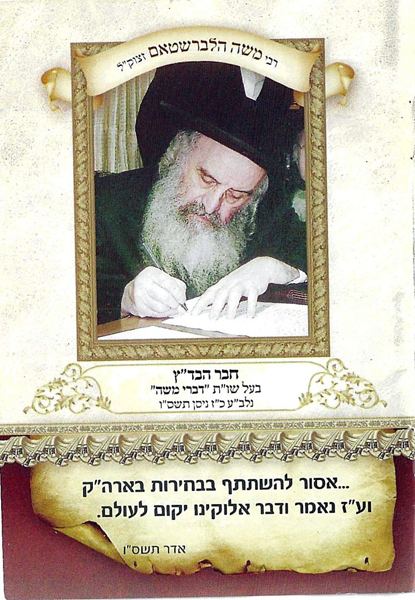 רבי משה הלברשטאם זצוק"ל
חבר הבד"ץ
בעל שו"ת "דברי משה"
נלב"ע כ"ז ניסן תשס"ו
...אסור להשתתף בבחירות בארה"ק
וע"ז נאמר ודבר אלוקינו יקום לעולם.
אדר תשס"ו